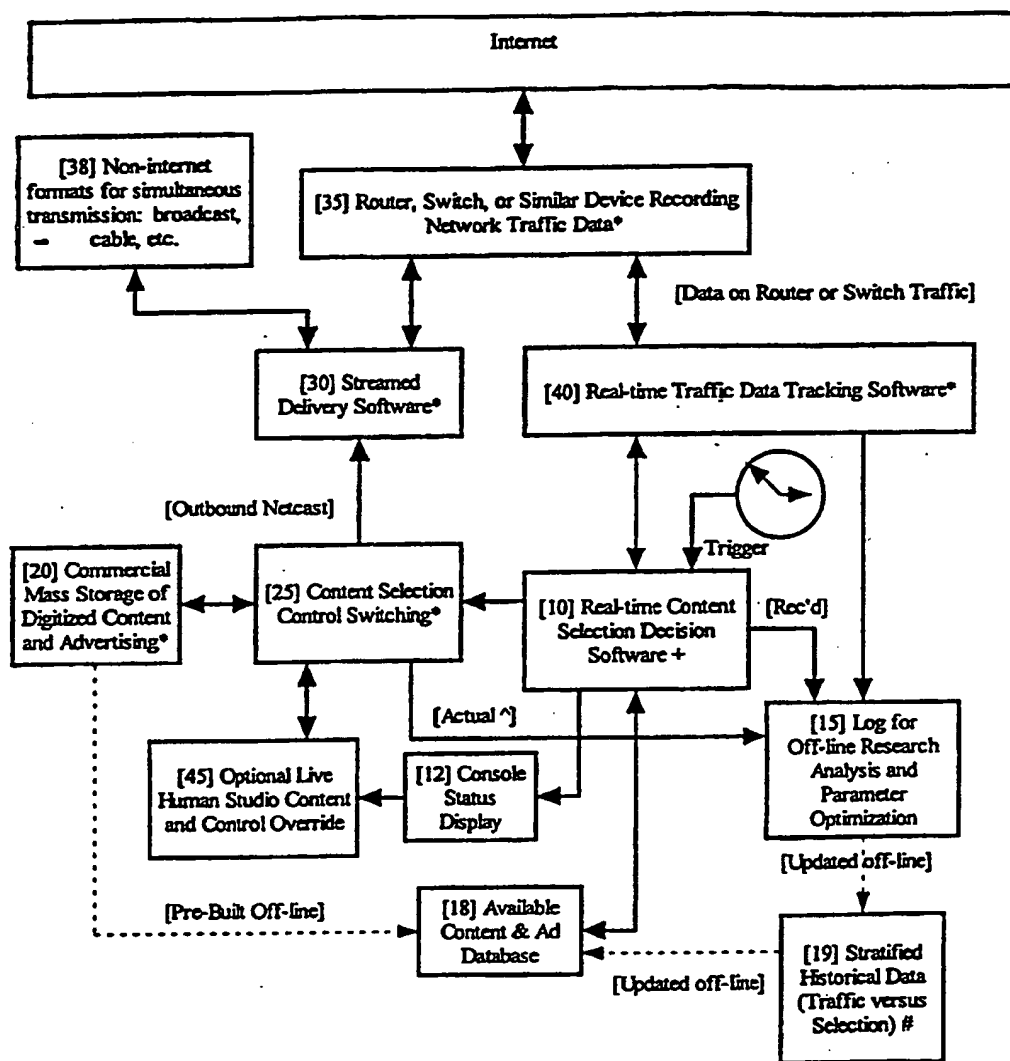 Internet
[38] Non-internet
formats for simultaneous
transmission: broadcast,
cable, etc.
[35] Router, Switch, or Similar Device Recording
Network Traffic Data*
[Data on Router or Switch Traffic]
[30] Streamed
Delivery Software*
[40] Real-time Traffic Data Tracking Software*
[Outbound Netcast]
Trigger
[20] Commercial
Mass Storage of
Digitized Content
and Advertising*
[25] Content Selection
Control Switching*
[10] Real-time Content
Selection Decision
Software +
[Rec'd]
[Actual ^]
[15] Log for
Off-line Research
Analysis and
Parameter
Optimization
[45] Optional Live
Human Studio Content
and Control Override
[12] Console
Status
Display
[Updated off-line]
[Pre-Built Off-line]
[18] Available
Content & Ad
Database
[Updated off-line]
[19] Stratified
Historical Data
(Traffic versus
Selection) #